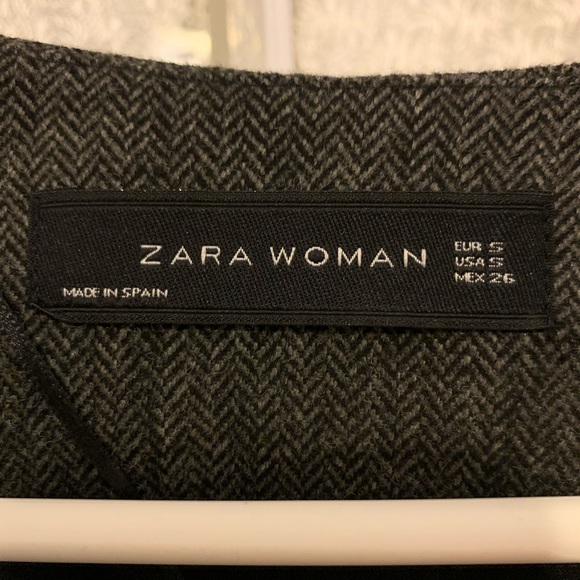 ZARA WOMAN
EUR S
USA S
MEX 26
MADE IN SPAIN